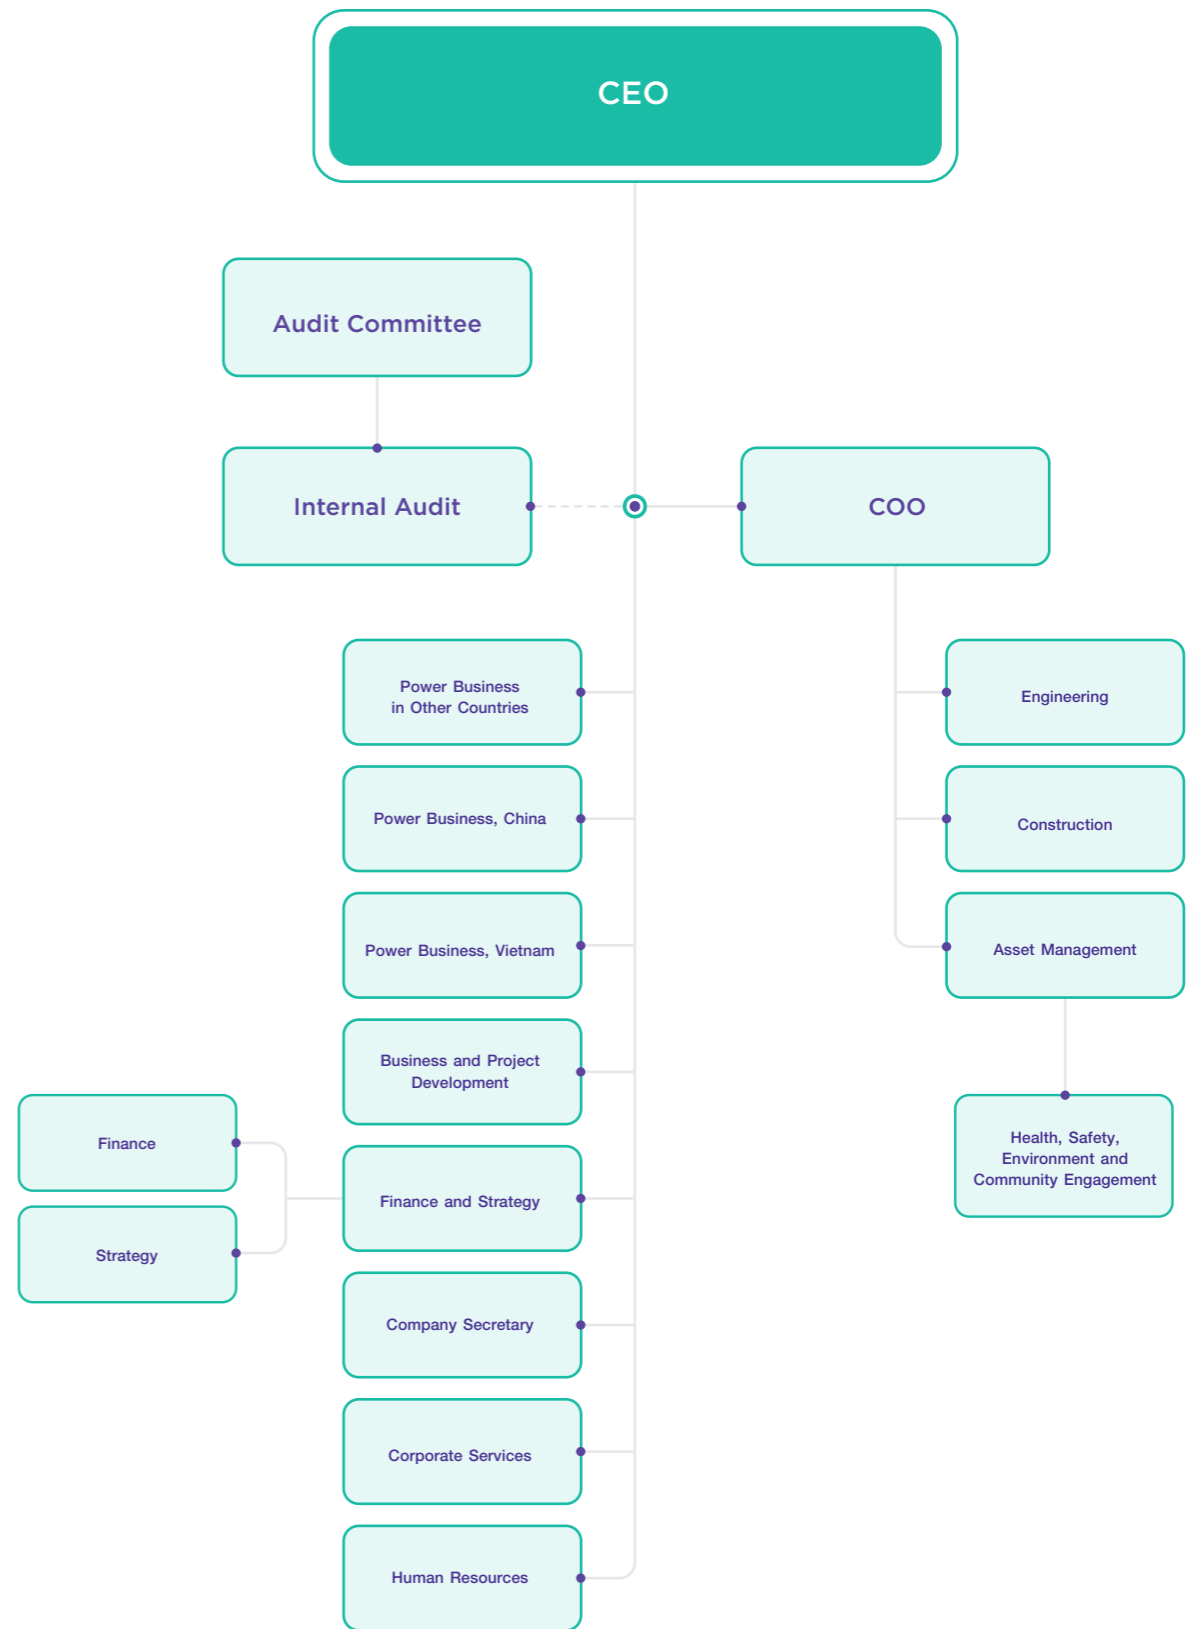 CEO
Audit Committee
Internal Audit
COO
Power Business
in Other Countries
Engineering
Power Business, China
Construction
Power Business, Vietnam
Asset Management
Business and Project
Development
Health, Safety,
Environment and
Community Engagement
Finance
Finance and Strategy
Strategy
Company Secretary
Corporate Services
Human Resources